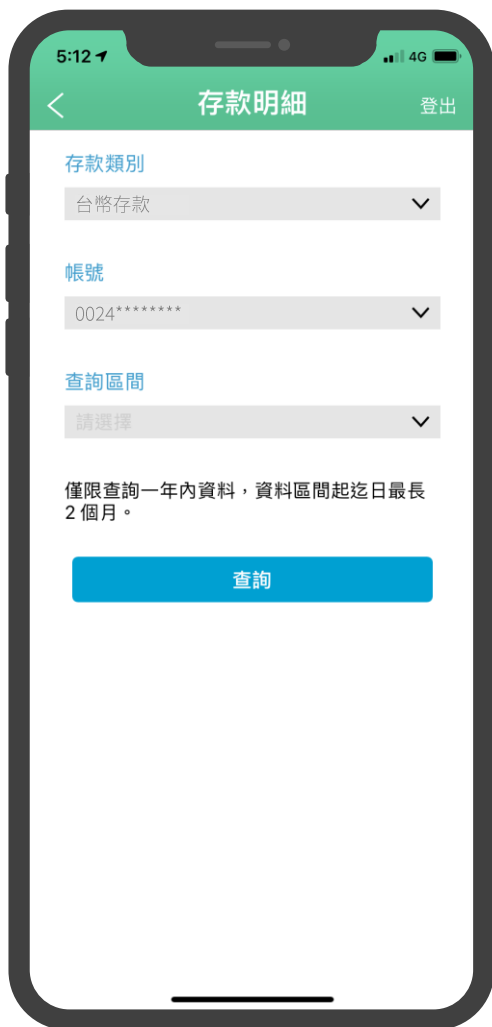 5:12
4G
存款明細
登出
存款類別
台幣存款
帳號
0024********
查詢區間
請選擇
僅限查詢一年內資料，資料區間起迄日最長
2 個月。
查詢